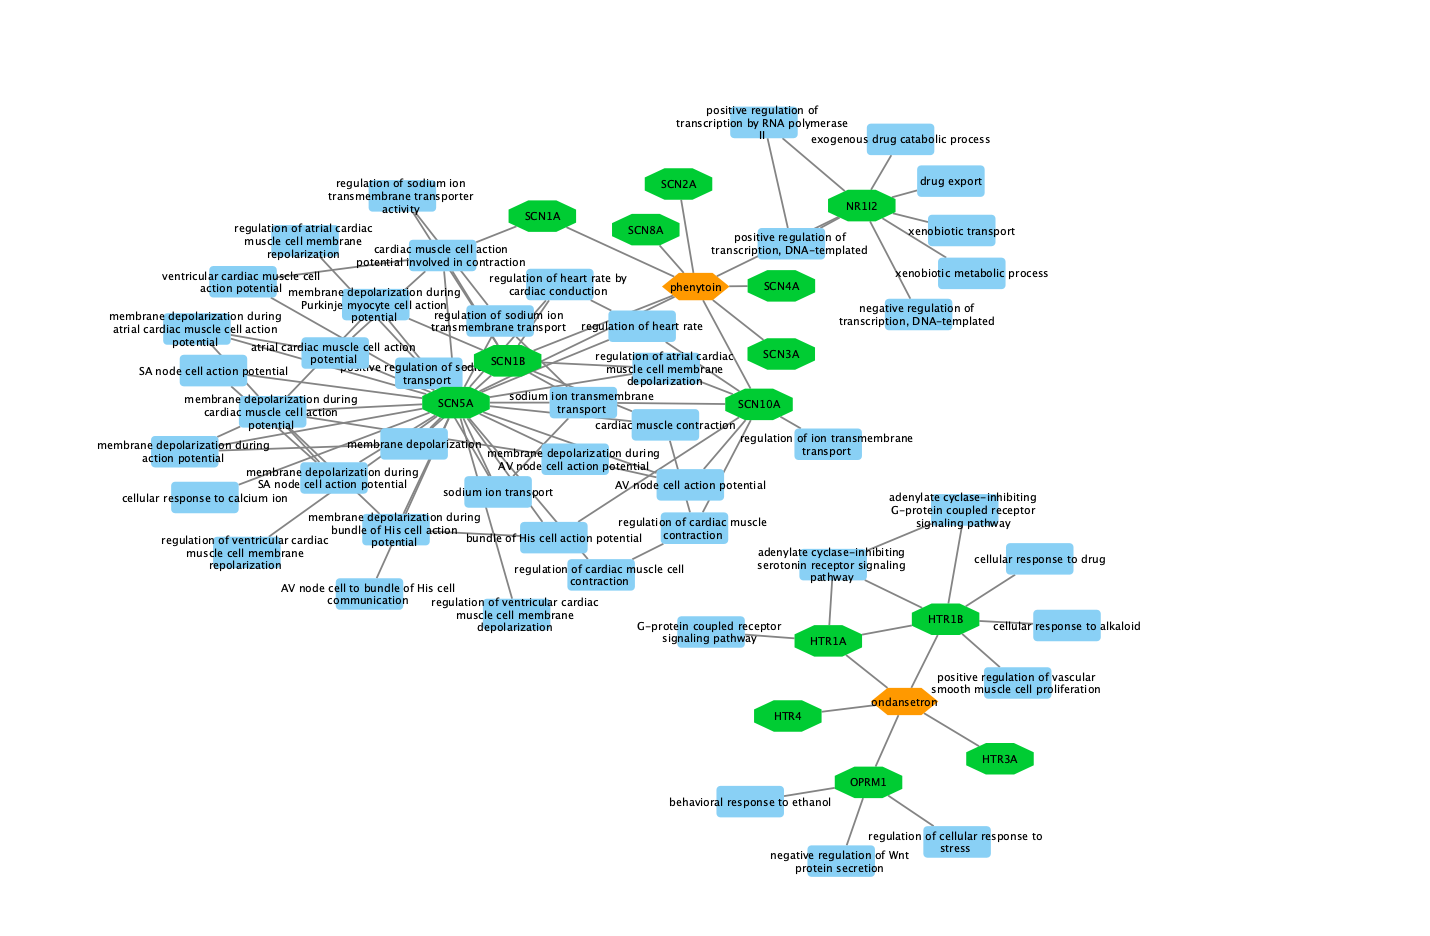 positive regulation of
transcription by RNA polymerase
II
exogenous drug catabolic process
drug export
SCN2A
NR1I2
regulation of sodium ion
transmembrane transporter
activity
SCN1A
SCN8A
xenobiotic transport
regulation of atrial cardiac
muscle cell membrane
repolarization
positive regulation of
transcription, DNA-templated
cardiac muscle cell action
potential involved in contraction
xenobiotic metabolic process
ventricular cardiac muscle cell
action potential
regulation of heart rate by
cardiac conduction
phenytoin
SCN4A
membrane depolarization during
Purkinje myocyte cell action
potential
negative regulation of
transcription, DNA-templated
membrane depolarization during
atrial cardiac muscle cell action
potential
regulation of sodium ion
transmembrane transport
regulation of heart rate
atrial cardiac muscle cell action
potential
SCN3A
SCN1B
regulation of atrial cardiac
muscle cell membrane
depolarization
SA node cell action potential
positive regulation of
transport
SCN5A
sodium ion transmembrane
transport
SCN10A
membrane depolarization during
cardiac muscle cell action
potential
cardiac muscle contraction
regulation of ion transmembrane
transport
membrane depolarization during
action potential
membrane depolarization
membrane depolarization during
AV node cell action potential
membrane depolarization during
SA node cell action potential
AV node cell action potential
sodium ion transport
cellular response to calcium ion
adenylate cyclase-inhibiting
G-protein coupled receptor
signaling pathway
membrane depolarization during
bundle of His cell action
potential
regulation of cardiac muscle
contraction
bundle of His cell action potential
regulation of ventricular cardiac
muscle cell membrane
repolarization
adenylate cyclase-inhibiting
serotonin receptor signaling
pathway
cellular response to drug
regulation of cardiac muscle cell
contraction
AV node cell to bundle of His cell
communication
regulation of ventricular cardiac
muscle cell membrane
depolarization
HTR1B
cellular response to alkaloid
G-protein coupled receptor
signaling pathway
HTR1A
positive regulation of vascular
smooth muscle cell proliferation
ondansetron
HTR4
HTR3A
OPRM1
behavioral response to ethanol
regulation of cellular response to
stress
negative regulation of Wnt
protein secretion